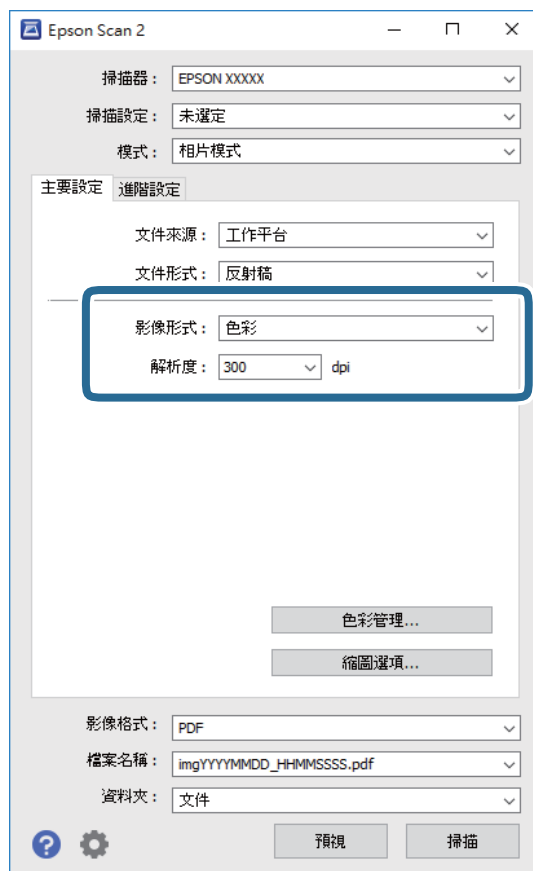 Epson Scan 2
掃描器： EPSON XXXXX
掃描設定： 未選定
模式： 相片模式
主要設定 進階設定
文件來源： 工作平台
文件形式： 反射稿
影像形式： 色彩
解析度： 300 dpi
色彩管理...
縮圖選項...
影像格式： PDF
檔案名稱： imgYYYYMMDD_HHMMSSSS.pdf
資料夾： 文件
? 預視 掃描